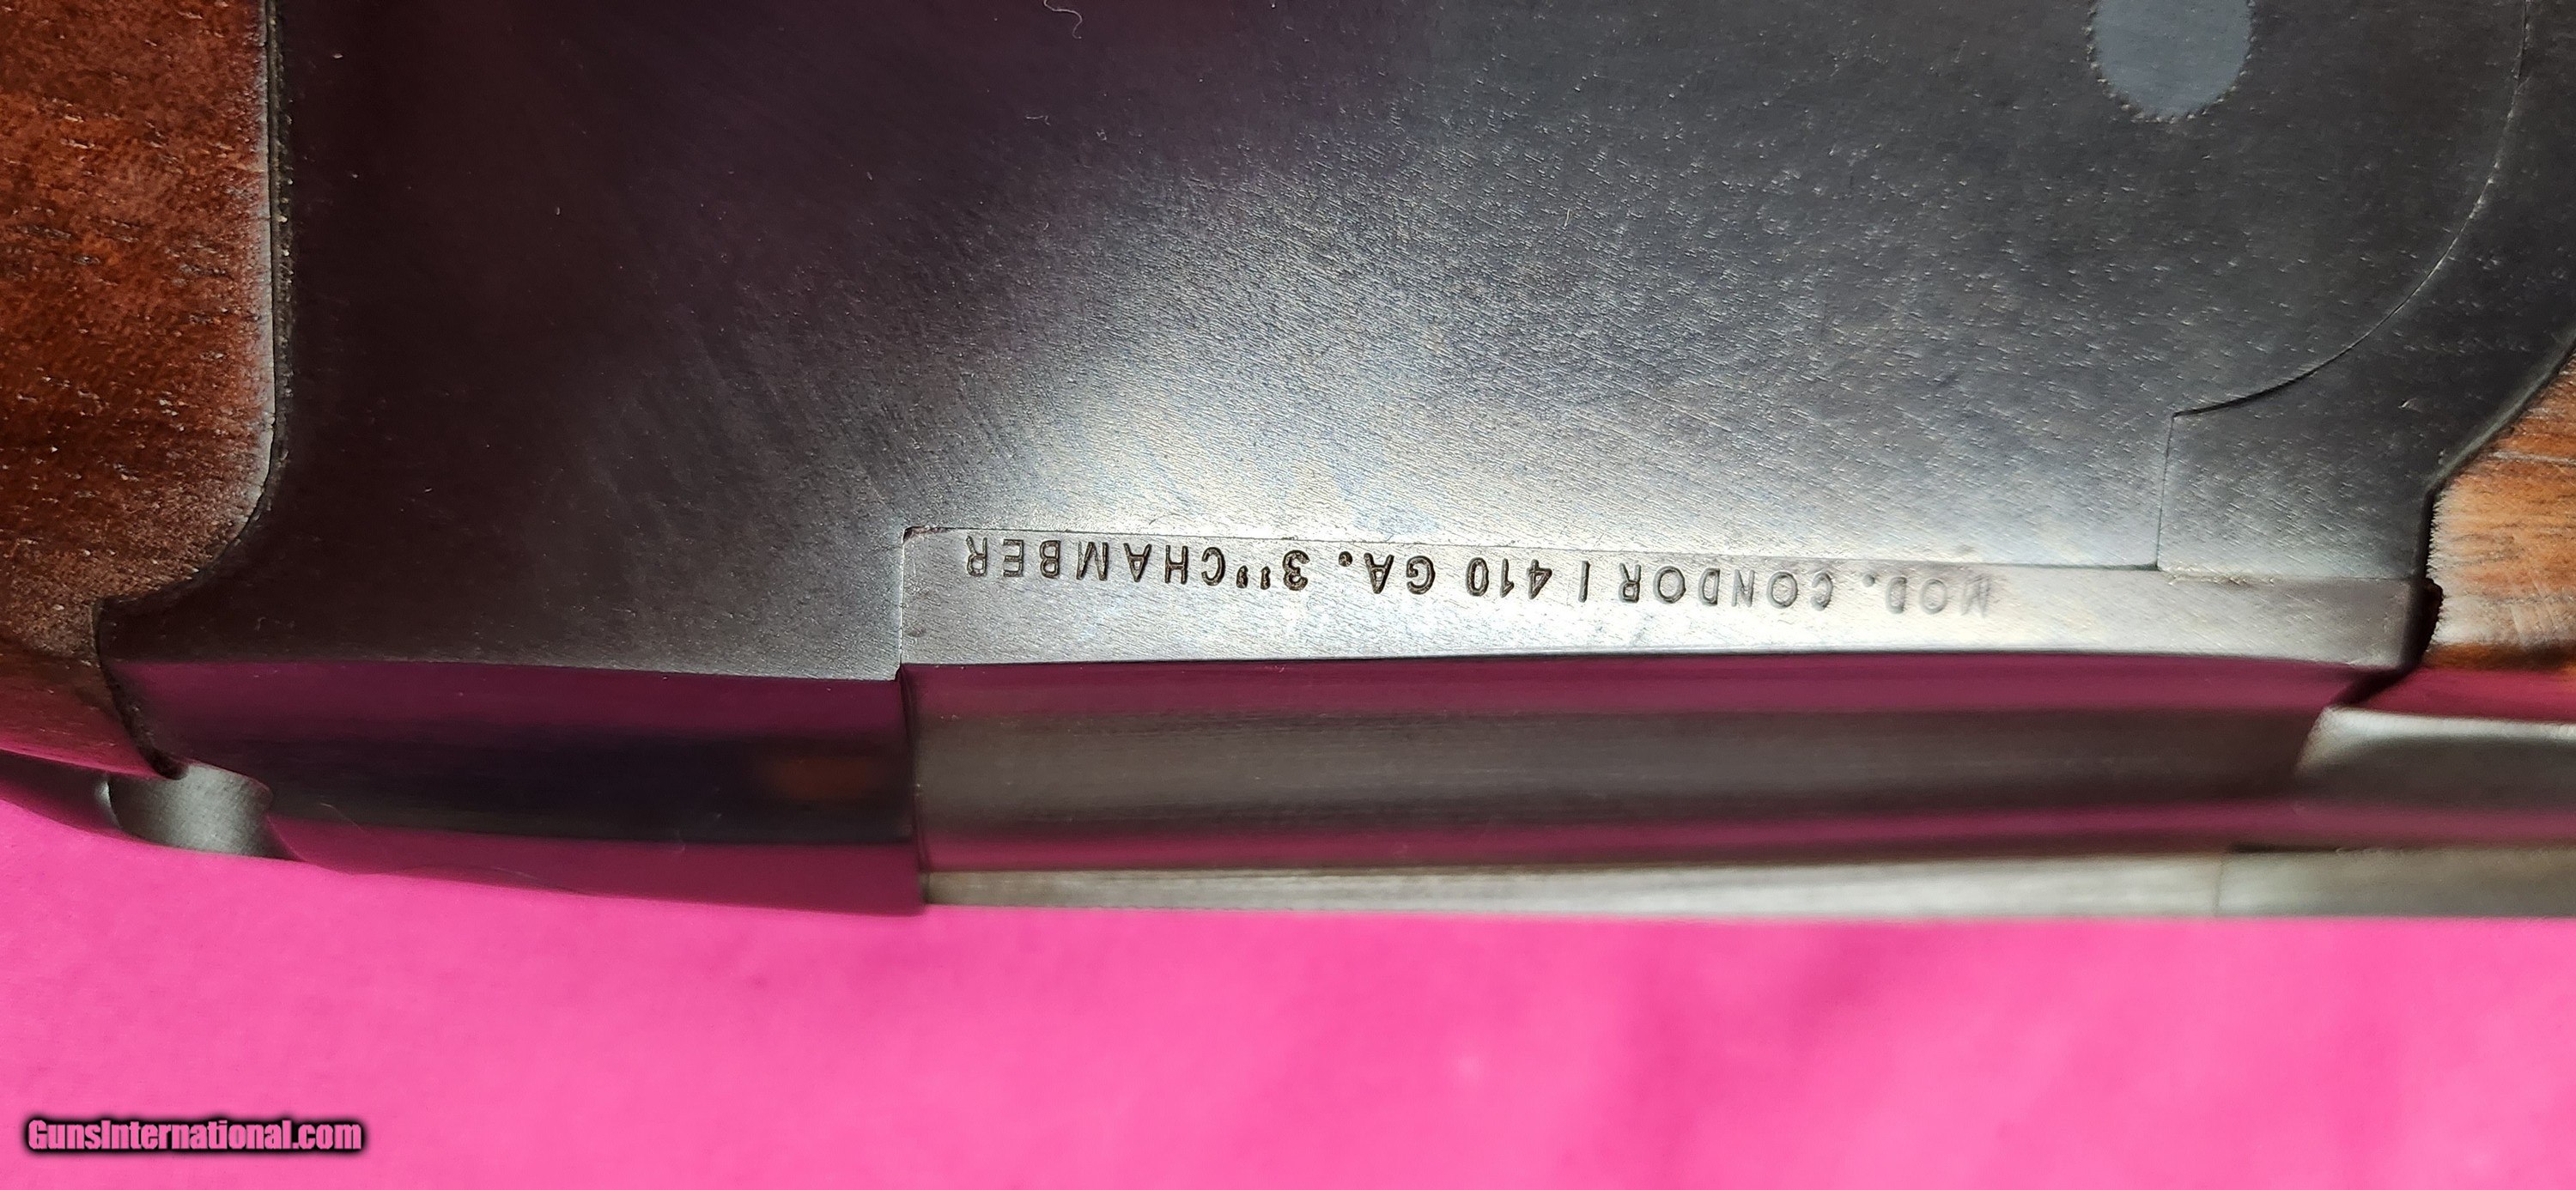 MOD. CONDOR I 410 GA. 3" CHAMBER
GunsInternational.com